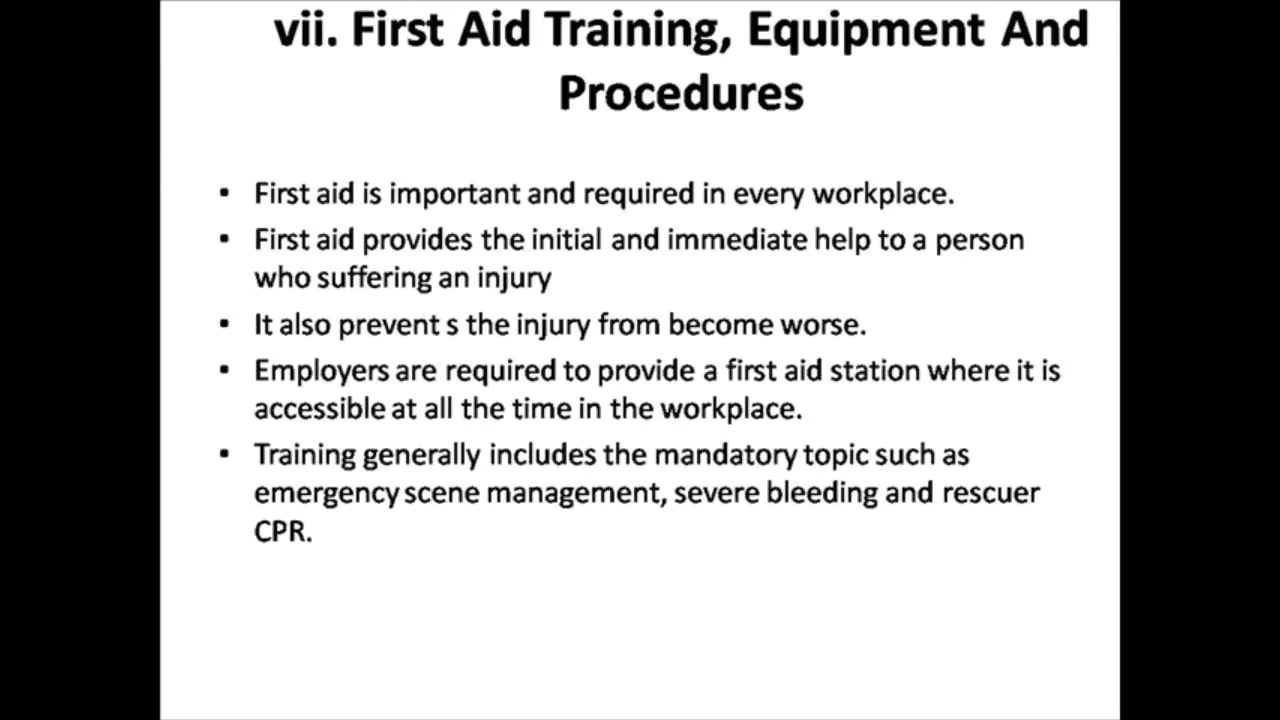 vii. First Aid Training, Equipment And
Procedures
• First aid is important and required in every workplace.
• First aid provides the initial and immediate help to a person
who suffering an injury
• It also prevent s the injury from become worse.
• Employers are required to provide a first aid station where it is
accessible at all the time in the workplace.
• Training generally includes the mandatory topic such as
emergency scene management, severe bleeding and rescuer
CPR.